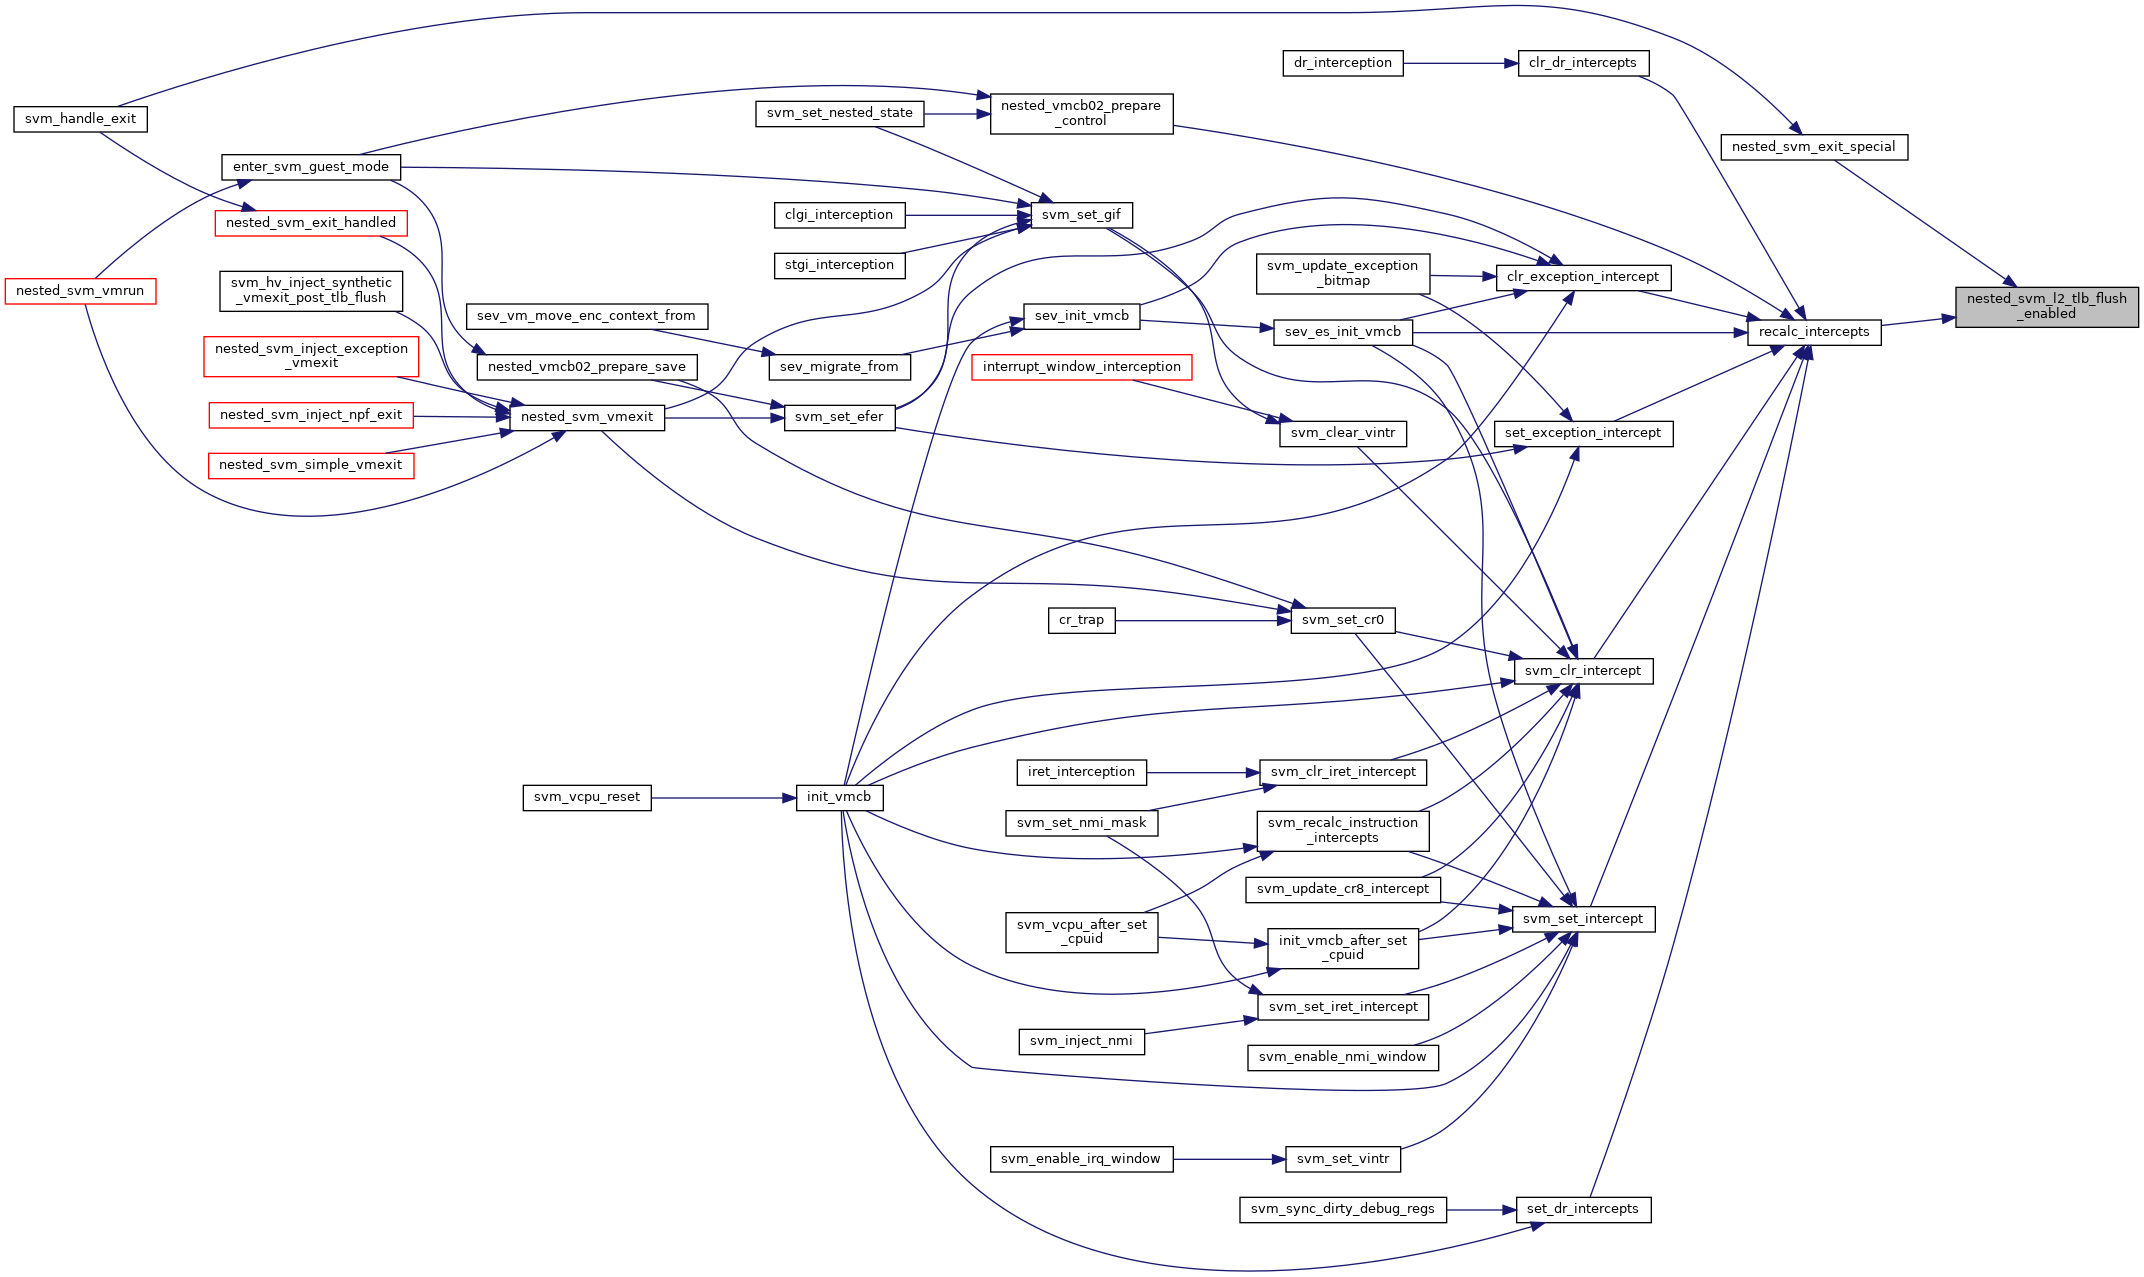 dr_interception
clr_dr_intercepts
svm_handle_exit
svm_set_nested_state
nested_vmcb02_prepare
_control
nested_svm_exit_special
enter_svm_guest_mode
nested_svm_exit_handled
clgi_interception
svm_set_gif
stgi_interception
svm_update_exception
_bitmap
clr_exception_intercept
nested_svm_vmrun
svm_hv_inject_synthetic
_vmexit_post_tlb_flush
nested_svm_l2_tlb_flush
_enabled
sev_vm_move_enc_context_from
sev_init_vmcb
sev_es_init_vmcb
recalc_intercepts
nested_svm_inject_exception
_vmexit
nested_vmcb02_prepare_save
sev_migrate_from
interrupt_window_interception
nested_svm_inject_npf_exit
nested_svm_vmexit
svm_set_efer
svm_clear_vintr
set_exception_intercept
nested_svm_simple_vmexit
cr_trap
svm_set_cr0
svm_clr_intercept
iret_interception
svm_clr_iret_intercept
svm_vcpu_reset
init_vmcb
svm_set_nmi_mask
svm_recalc_instruction
_intercepts
svm_update_cr8_intercept
svm_vcpu_after_set
_cpuid
init_vmcb_after_set
_cpuid
svm_set_intercept
svm_set_iret_intercept
svm_inject_nmi
svm_enable_nmi_window
svm_enable_irq_window
svm_set_vintr
svm_sync_dirty_debug_regs
set_dr_intercepts